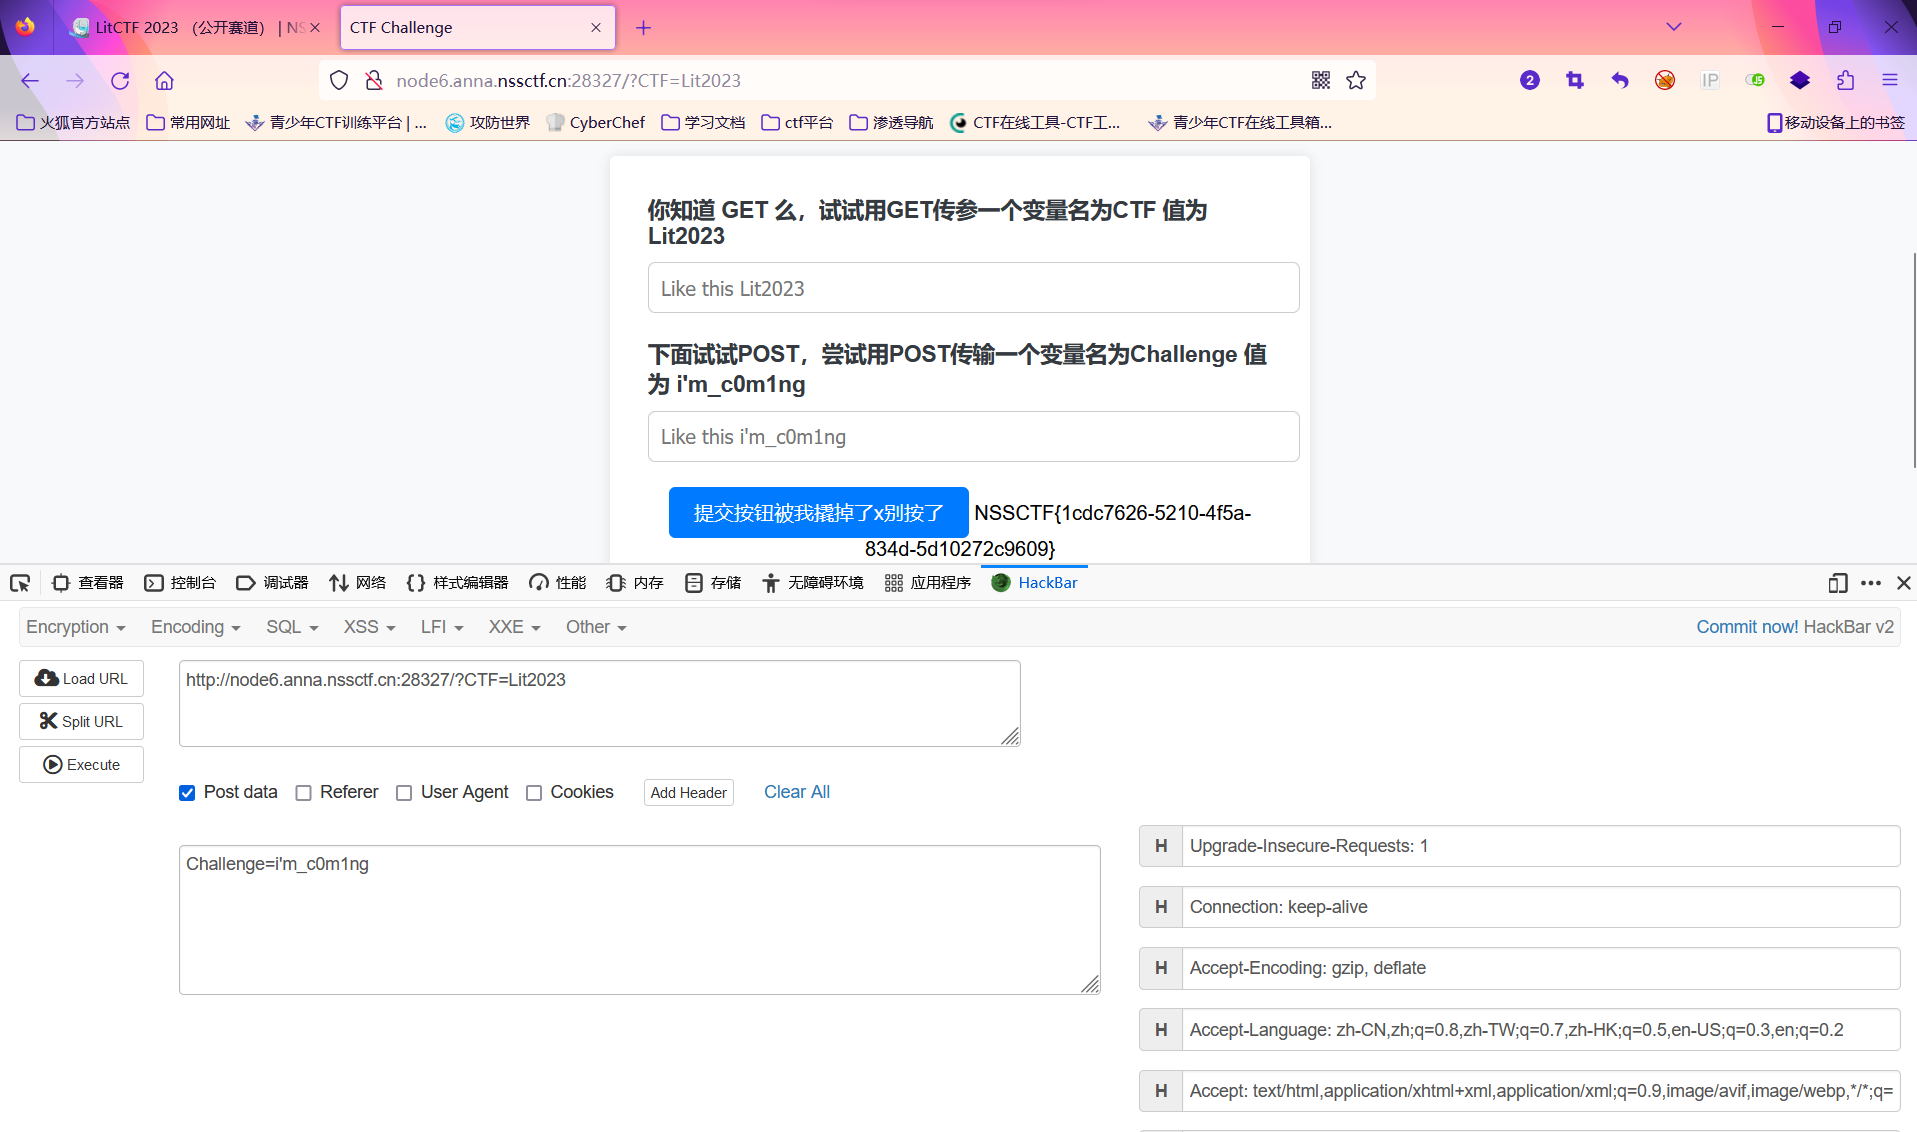 LitCTF 2023 （公开赛道） | NS
CTF Challenge
node6.anna.nssctf.cn:28327/?CTF=Lit2023
2
IP
JS
火狐官方站点
常用网址
青少年CTF训练平台 | ...
攻防世界
CyberChef
学习文档
ctf平台
渗透导航
CTF在线工具-CTF工...
青少年CTF在线工具箱...
移动设备上的书签
你知道 GET 么，试试用GET传参一个变量名为CTF 值为
Lit2023
Like this Lit2023
下面试试POST，尝试用POST传输一个变量名为Challenge 值
为 i'm_c0m1ng
Like this i'm_c0m1ng
提交按钮被我撬掉了x别按了 NSSCTF{1cdc7626-5210-4f5a-
834d-5d10272c9609}
查看器
控制台
调试器
网络
样式编辑器
性能
内存
存储
无障碍环境
应用程序
HackBar
Encryption
Encoding
SQL
XSS
LFI
XXE
Other
Commit now! HackBar v2
Load URL
Split URL
Execute
http://node6.anna.nssctf.cn:28327/?CTF=Lit2023
Post data
Referer
User Agent
Cookies
Add Header
Clear All
Challenge=i'm_c0m1ng
H Upgrade-Insecure-Requests: 1
H Connection: keep-alive
H Accept-Encoding: gzip, deflate
H Accept-Language: zh-CN,zh;q=0.8,zh-TW;q=0.7,zh-HK;q=0.5,en-US;q=0.3,en;q=0.2
H Accept: text/html,application/xhtml+xml,application/xml;q=0.9,image/avif,image/webp,*/*;q=